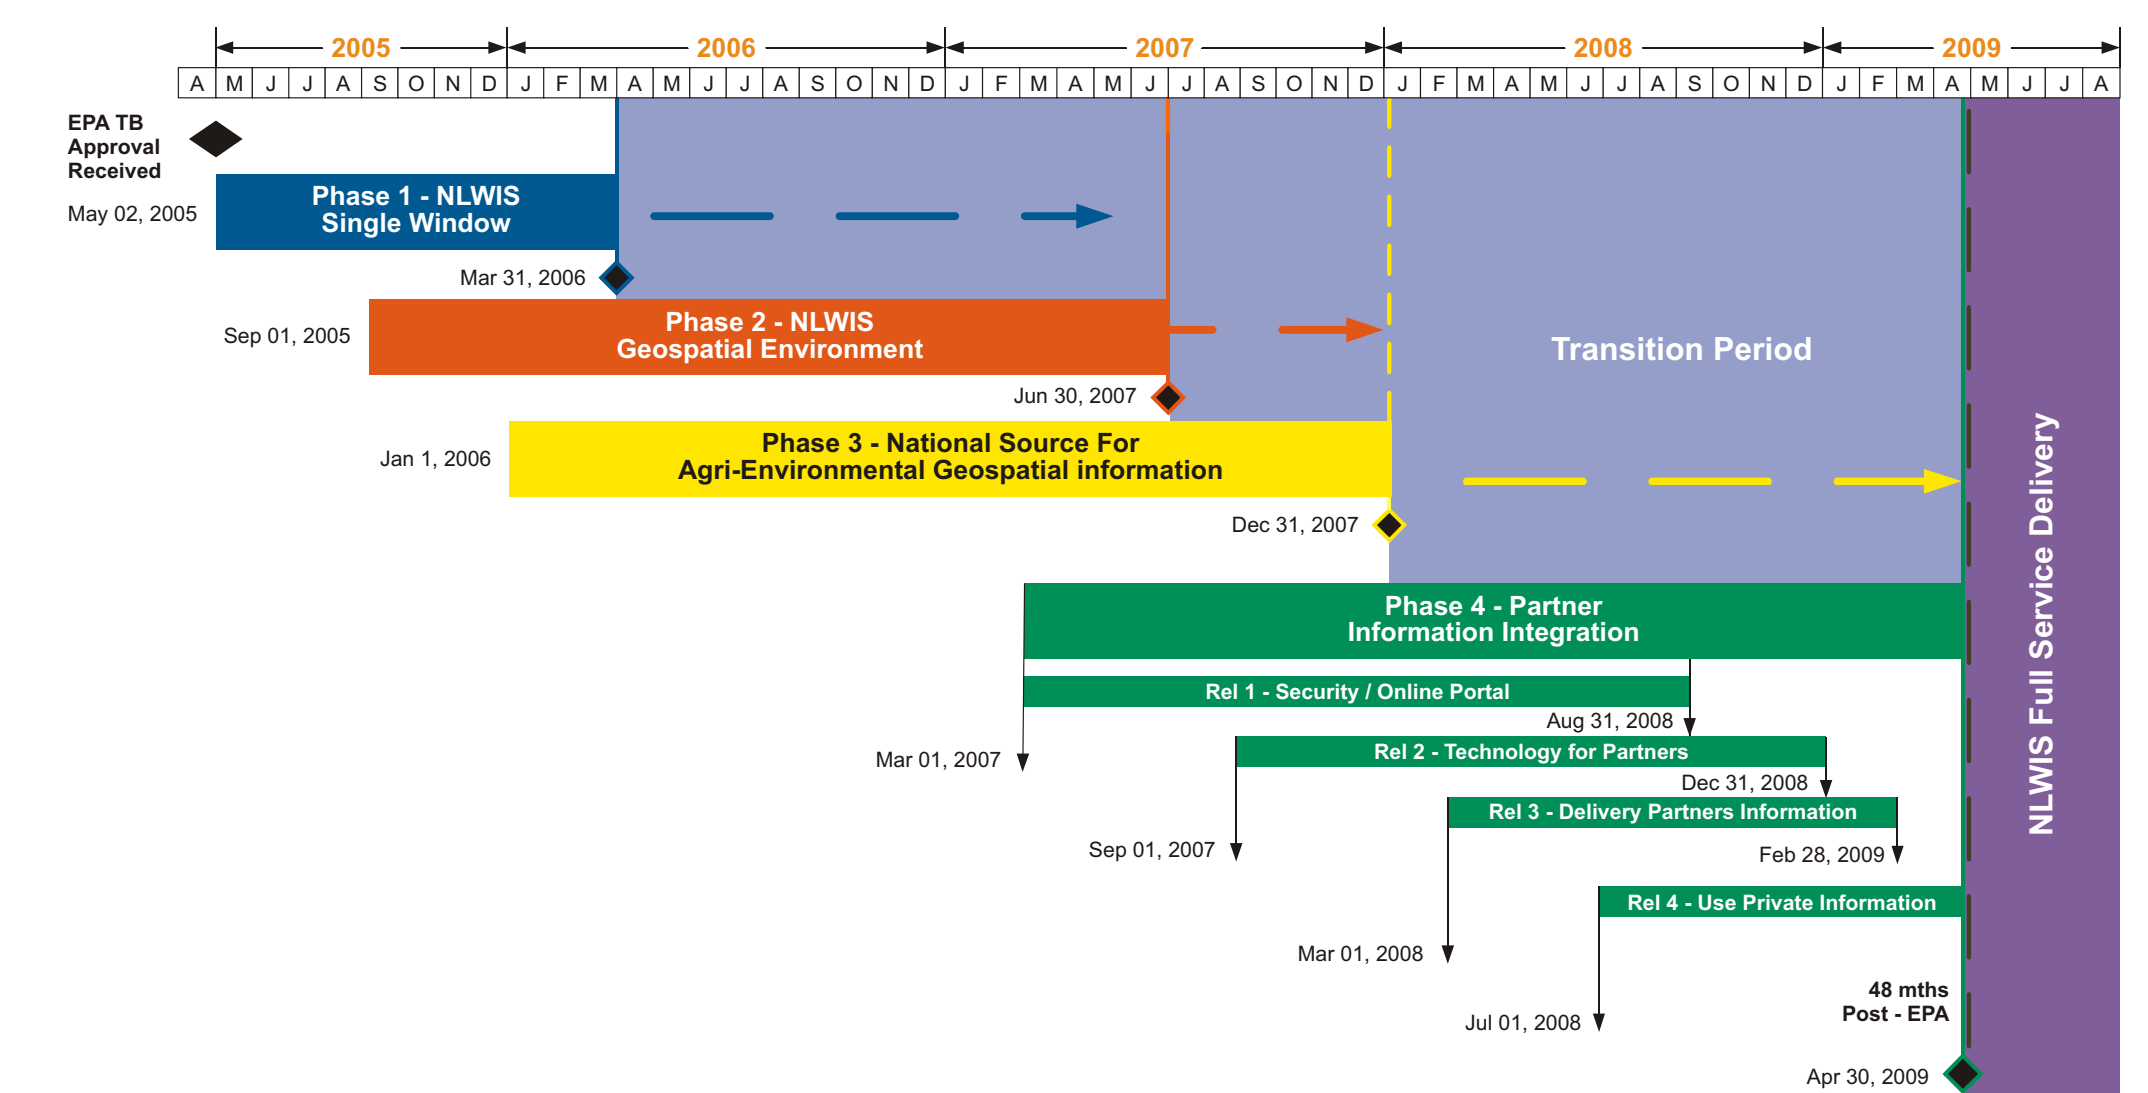 2005 2006 2007 2008 2009
A M J J A S O N D J F M A M J J A S O N D J F M A M J J A S O N D J F M A M J J A S O N D J F M A M J J A
EPA TB
Approval
Received
Phase 1 - NLWIS
Single Window
May 02, 2005
Mar 31, 2006
Phase 2 - NLWIS
Geospatial Environment
Sep 01, 2005
Transition Period
Jun 30, 2007
Phase 3 - National Source For
Agri-Environmental Geospatial information
Jan 1, 2006
Dec 31, 2007
NLWIS Full Service Delivery
Phase 4 - Partner
Information Integration
Rel 1 - Security / Online Portal
Aug 31, 2008
Mar 01, 2007
Rel 2 - Technology for Partners
Dec 31, 2008
Sep 01, 2007
Rel 3 - Delivery Partners Information
Feb 28, 2009
Mar 01, 2008
Rel 4 - Use Private Information
Jul 01, 2008
48 mths
Post - EPA
Apr 30, 2009